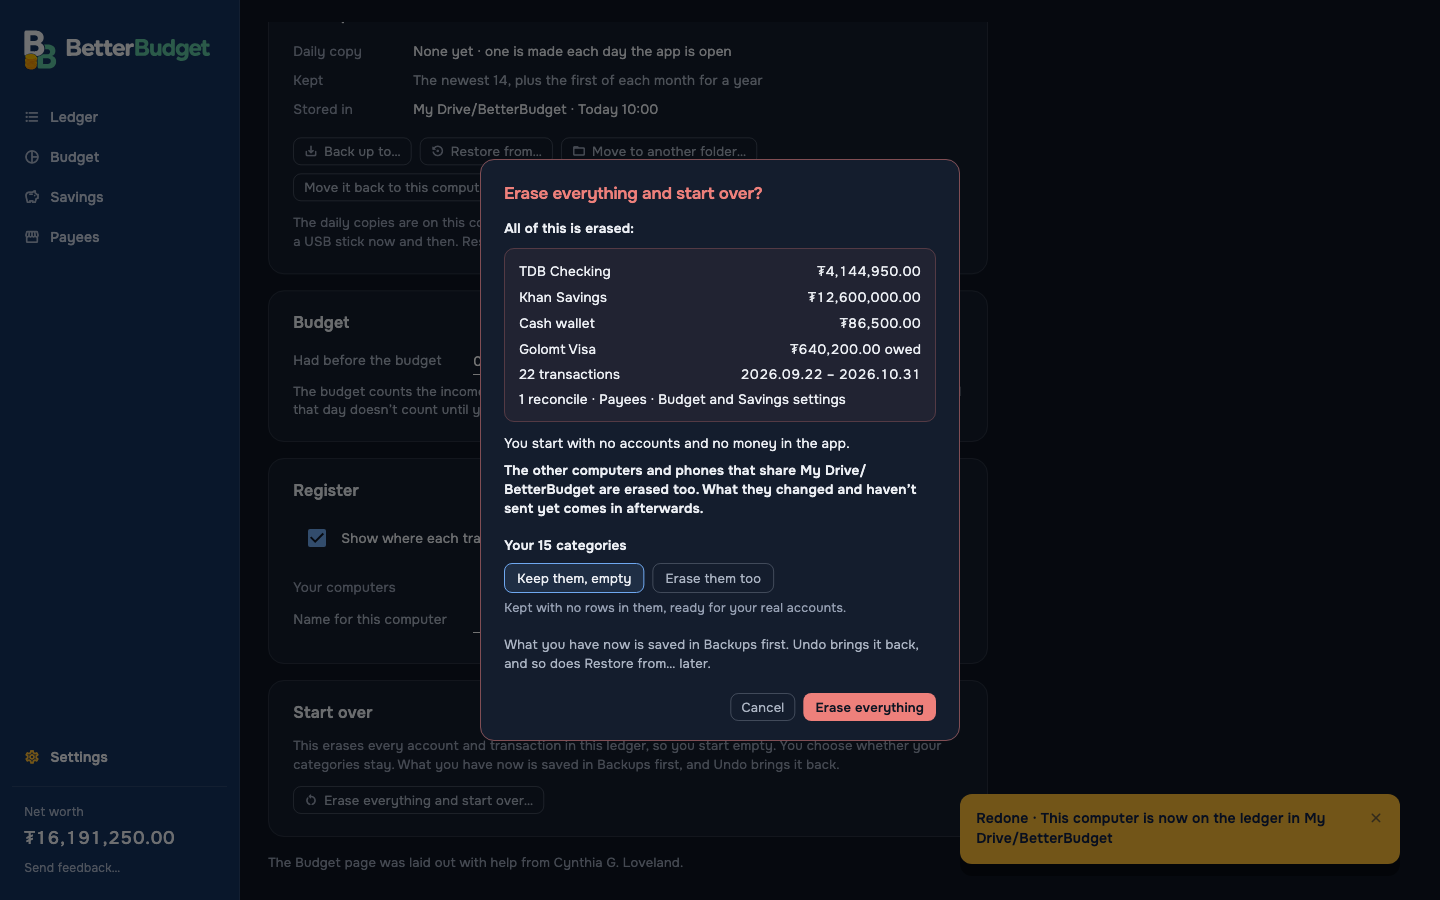 BetterBudget
Ledger
Budget
Savings
Payees
Settings
Net worth
₮16,191,250.00
Send feedback...
Daily copy None yet · one is made each day the app is open
Kept The newest 14, plus the first of each month for a year
Stored in My Drive/BetterBudget · Today 10:00
Back up to... Restore from... Move to another folder...
Move it back to this comput
The daily copies are on this co
a USB stick now and then. Res
Budget
Had before the budget 0
The budget counts the income
that day doesn't count until y
Register
Show where each tra
Your computers
Name for this computer
Start over
This erases every account and transaction in this ledger, so you start empty. You choose whether your
categories stay. What you have now is saved in Backups first, and Undo brings it back.
Erase everything and start over...
The Budget page was laid out with help from Cynthia G. Loveland.
Erase everything and start over?
All of this is erased:
TDB Checking ₮4,144,950.00
Khan Savings ₮12,600,000.00
Cash wallet ₮86,500.00
Golomt Visa ₮640,200.00 owed
22 transactions 2026.09.22 – 2026.10.31
1 reconcile · Payees · Budget and Savings settings
You start with no accounts and no money in the app.
The other computers and phones that share My Drive/
BetterBudget are erased too. What they changed and haven't
sent yet comes in afterwards.
Your 15 categories
Keep them, empty Erase them too
Kept with no rows in them, ready for your real accounts.
What you have now is saved in Backups first. Undo brings it back,
and so does Restore from... later.
Cancel Erase everything
Redone · This computer is now on the ledger in My
Drive/BetterBudget